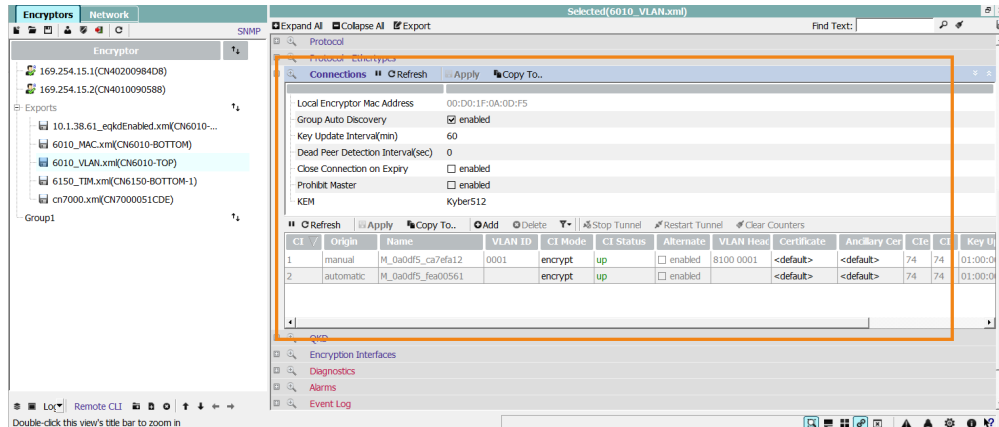 Encryptors Network
Selected(6010_VLAN.xml)
SNMP
Expand All Collapse All Export Find Text:
Encryptor
169.254.15.1(CN40200984D8)
169.254.15.2(CN4010090588)
Exports
10.1.38.61_eqkdEnabled.xml(CN6010-...
6010_MAC.xml(CN6010-BOTTOM)
6010_VLAN.xml(CN6010-TOP)
6150_TIM.xml(CN6150-BOTTOM-1)
cn7000.xml(CN7000051CDE)
Group1
Protocol
Protocol - Ethertypes
Connections Refresh Apply Copy To..
Local Encryptor Mac Address 00:D0:1F:0A:0D:F5
Group Auto Discovery enabled
Key Update Interval(min) 60
Dead Peer Detection Interval(sec) 0
Close Connection on Expiry enabled
Prohibit Master enabled
KEM Kyber512
Refresh Apply Copy To.. Add Delete Stop Tunnel Restart Tunnel Clear Counters
CI Origin Name VLAN ID CI Mode CI Status Alternate VLAN Head Certificate Ancillary Cer CIe CI Key U
1 manual M_0a0df5_ca7efa12 0001 encrypt up enabled 8100 0001 <default> <default> 74 74 01:00:0
2 automatic M_0a0df5_fea00561 encrypt up enabled <default> <default> 74 74 01:00:0
QKD
Encryption Interfaces
Diagnostics
Alarms
Event Log
Log Remote CLI
Double-click this view's title bar to zoom in